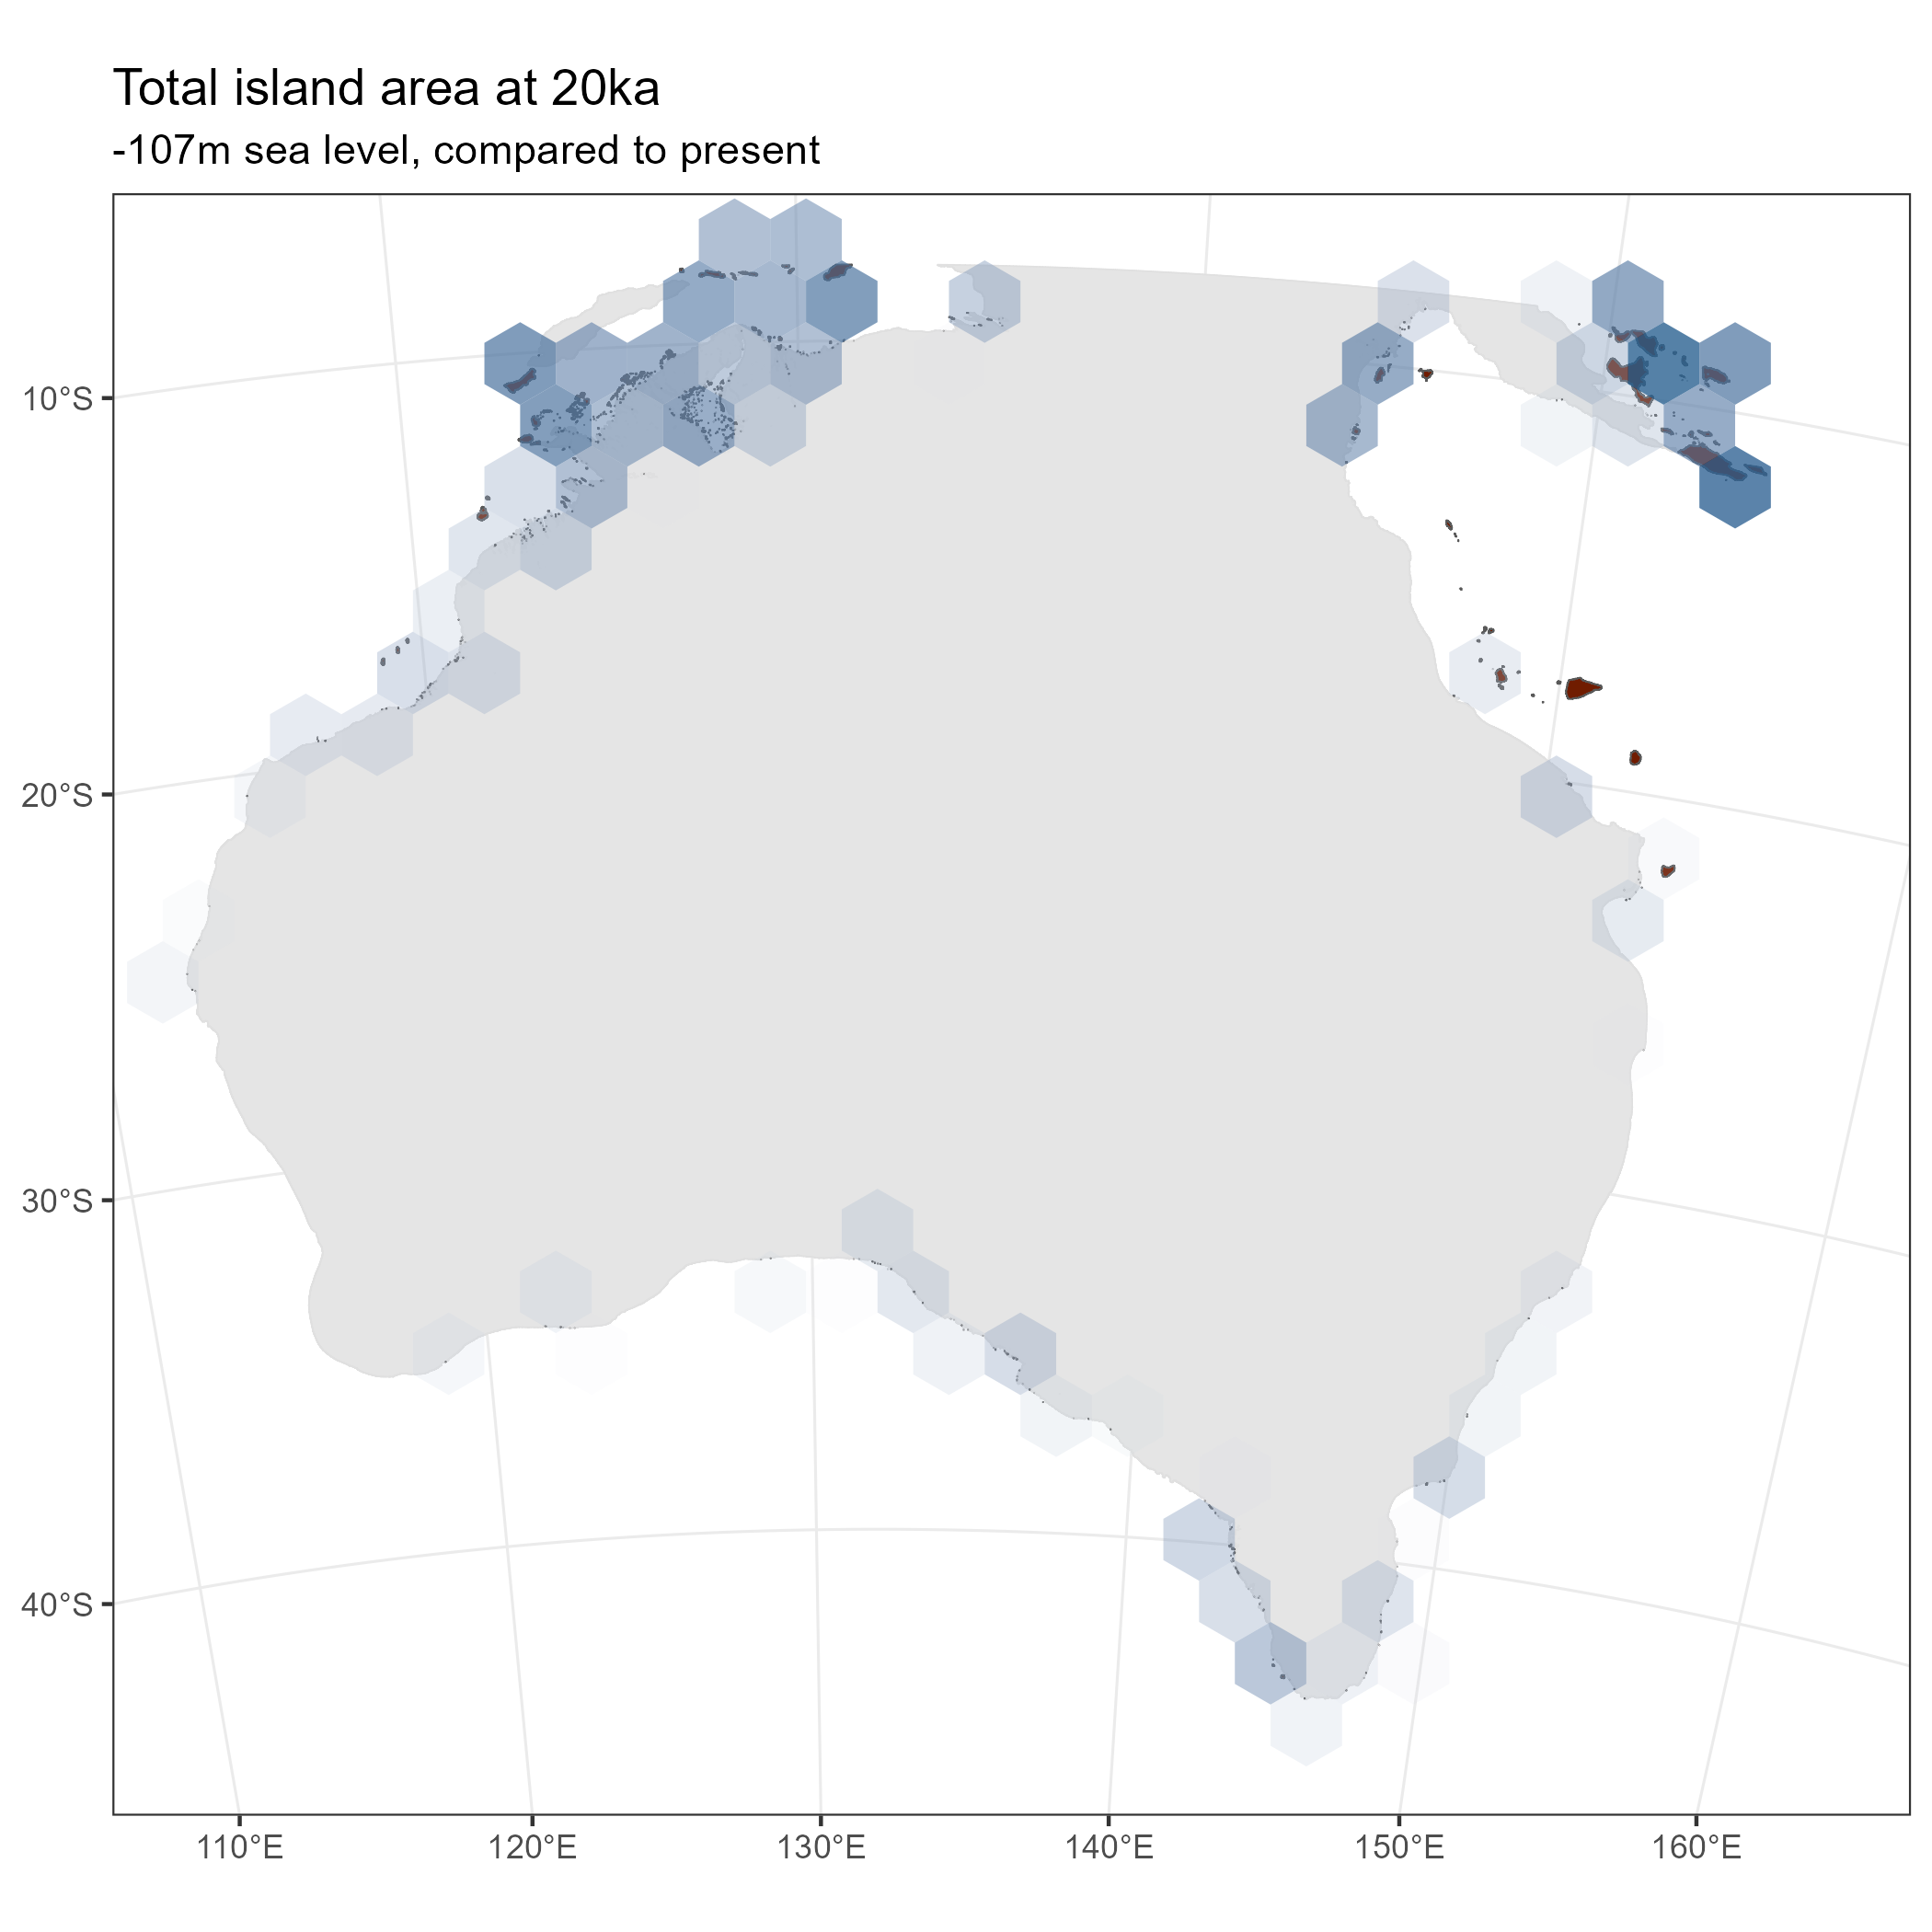 Total island area at 20ka
-107m sea level, compared to present
10°S
20°S
30°S
40°S
110°E
120°E
130°E
140°E
150°E
160°E